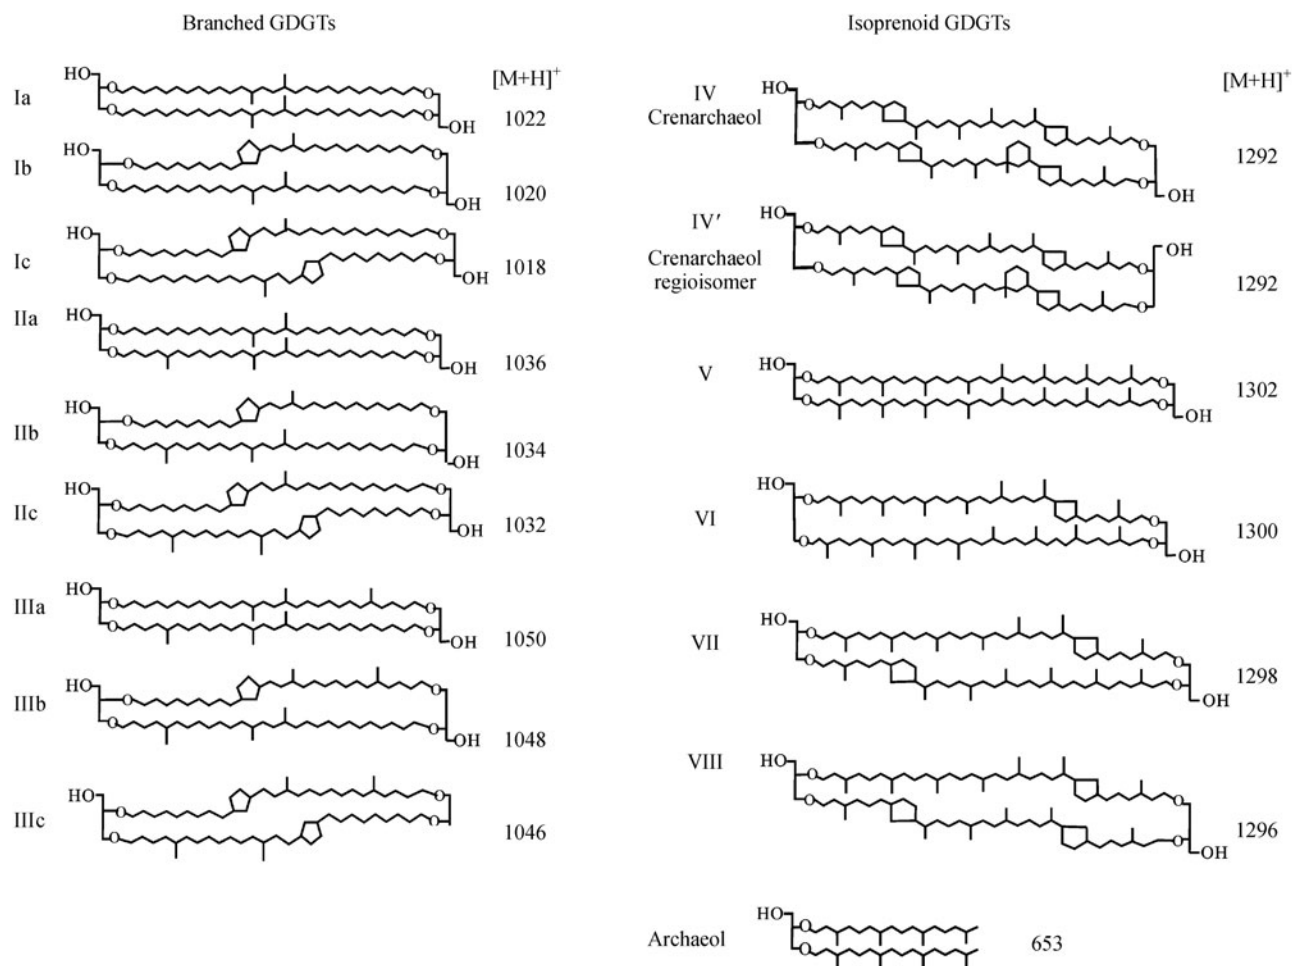 Branched GDGTs
[M+H]+
Ia
HO
O
O
O
O
OH
1022
Ib
HO
O
O
O
O
OH
1020
Ic
HO
O
O
O
O
OH
1018
IIa
HO
O
O
O
O
OH
1036
IIb
HO
O
O
O
O
OH
1034
IIc
HO
O
O
O
O
OH
1032
IIIa
HO
O
O
O
O
OH
1050
IIIb
HO
O
O
O
O
OH
1048
IIIc
HO
O
O
O
O
1046
Isoprenoid GDGTs
[M+H]+
IV
Crenarchaeol
HO
O
O
O
O
OH
1292
IV′
Crenarchaeol
regioisomer
HO
O
O
O
O
OH
1292
V
HO
O
O
O
O
OH
1302
VI
HO
O
O
O
O
OH
1300
VII
HO
O
O
O
O
OH
1298
VIII
HO
O
O
O
O
OH
1296
Archaeol
HO
O
O
653